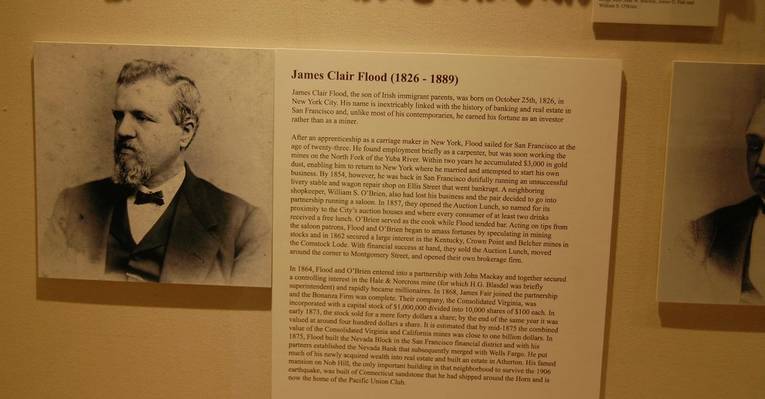 William S. O'Brien
James Clair Flood (1826 - 1889)
James Clair Flood, the son of Irish immigrant parents, was born on October 25th, 1826, in
New York City. His name is inextricably linked with the history of banking and real estate in
San Francisco and, unlike most of his contemporaries, he earned his fortune as an investor
rather than as a miner.
After an apprenticeship as a carriage maker in New York, Flood sailed for San Francisco at the
age of twenty-three. He found employment briefly as a carpenter, but was soon working the
mines on the North Fork of the Yuba River. Within two years he accumulated $3,000 in gold
dust, enabling him to return to New York where he married and attempted to start his own
business. By 1854, however, he was back in San Francisco dutifully running an unsuccessful
livery stable and wagon repair shop on Ellis Street that went bankrupt. A neighboring
shopkeeper, William S. O'Brien, also had lost his business and the pair decided to go into
partnership running a saloon. In 1857, they opened the Auction Lunch, so named for its
proximity to the City's auction houses and where every consumer of at least two drinks
received a free lunch. O'Brien served as the cook while Flood tended bar. Acting on tips from
the saloon patrons, Flood and O'Brien began to amass fortunes by speculating in mining
stocks and in 1862 secured a large interest in the Kentucky, Crown Point and Belcher mines in
the Comstock Lode. With financial success at hand, they sold the Auction Lunch, moved
around the corner to Montgomery Street, and opened their own brokerage firm.
In 1864, Flood and O'Brien entered into a partnership with John Mackay and together secured
a controlling interest in the Hale & Norcross mine (for which H.G. Blasdel was briefly
superintendent) and rapidly became millionaires. In 1868, James Fair joined the partnership
and the Bonanza Firm was complete. Their company, the Consolidated Virginia, was
incorporated with a capital stock of $1,000,000 divided into 10,000 shares of $100 each. In
early 1873, the stock sold for a mere forty dollars a share; by the end of the same year it was
valued at around four hundred dollars a share. It is estimated that by mid-1875 the combined
value of the Consolidated Virginia and California mines was close to one billion dollars. In
1875, Flood built the Nevada Block in the San Francisco financial district and with his
partners established the Nevada Bank that subsequently merged with Wells Fargo. He put
much of his newly acquired wealth into real estate and built an estate in Atherton. His famed
mansion on Nob Hill, the only important building in that neighborhood to survive the 1906
earthquake, was built of Connecticut sandstone that he had shipped around the Horn and is
now the home of the Pacific Union Club.